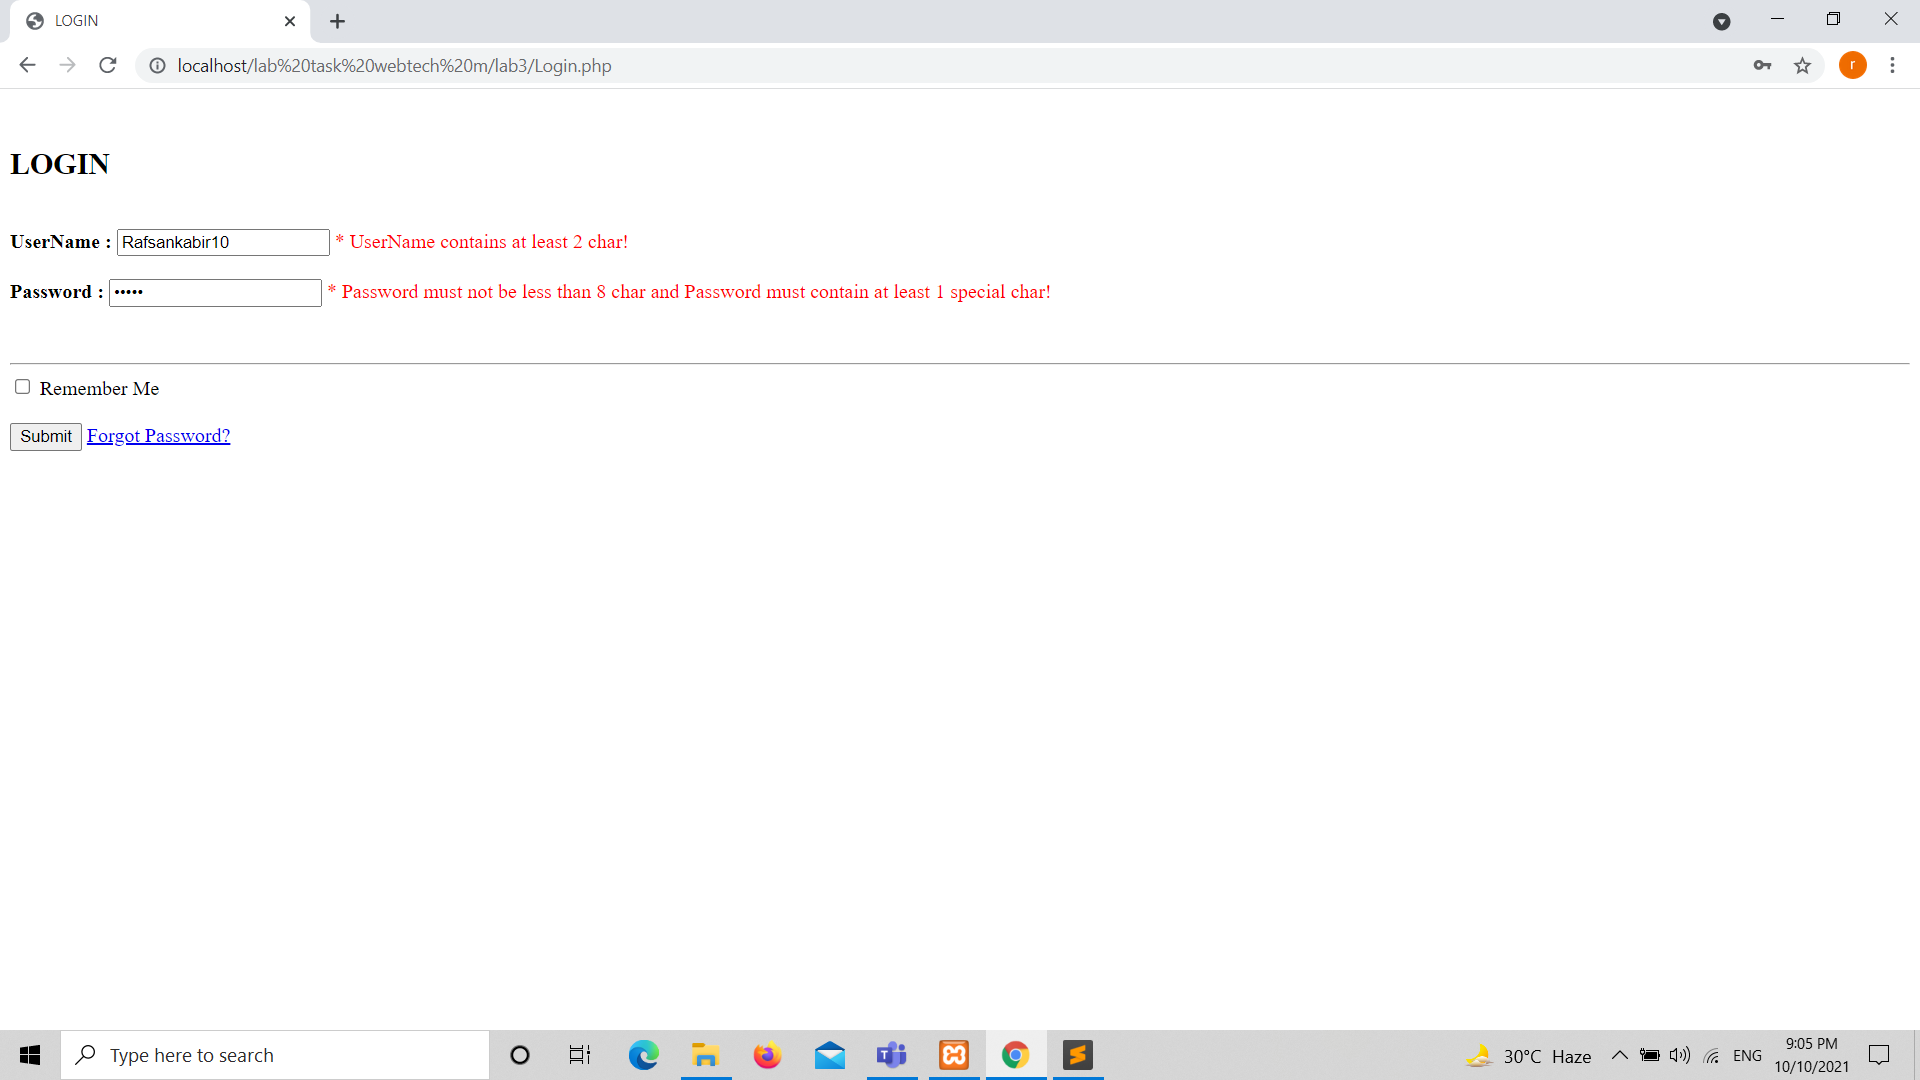 LOGIN
localhost/lab%20task%20webtech%20m/lab3/Login.php
r
LOGIN
UserName : Rafsankabir10 * UserName contains at least 2 char!
Password : ••••• * Password must not be less than 8 char and Password must contain at least 1 special char!
Remember Me
Submit Forgot Password?
Type here to search
30°C Haze
ENG
9:05 PM
10/10/2021